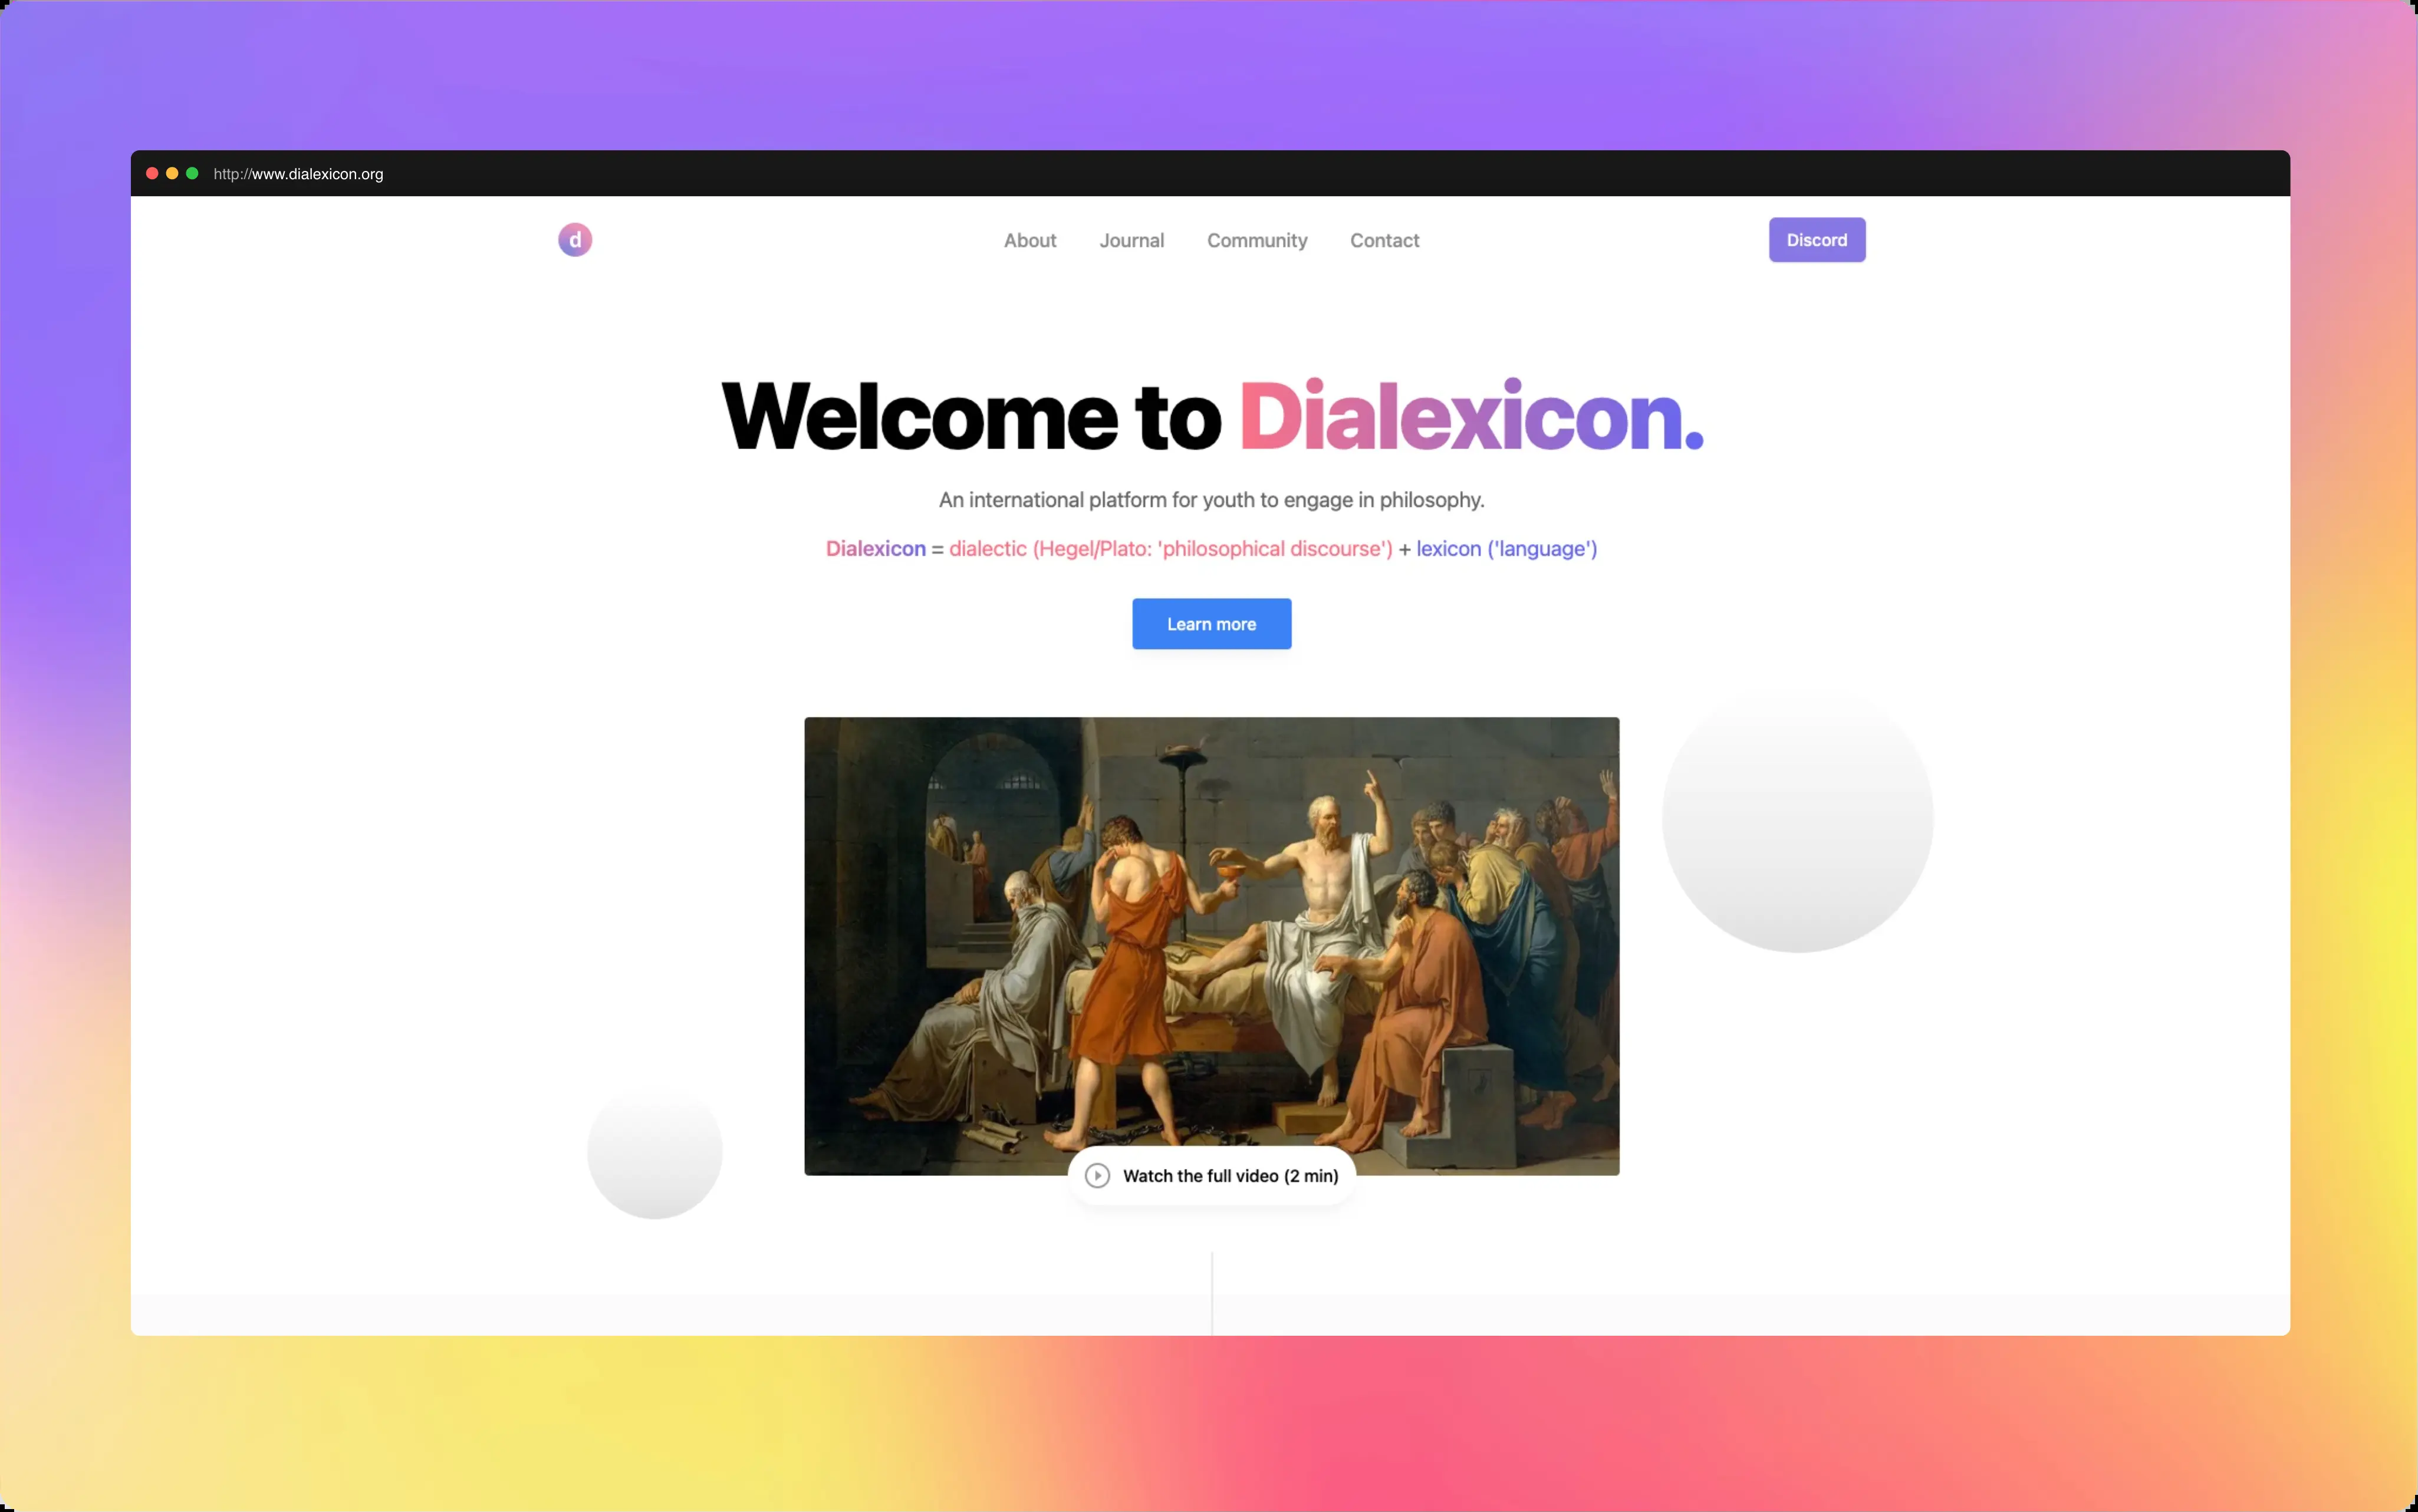 http://www.dialexicon.org
d
About Journal Community Contact
Discord
Welcome to Dialexicon.
An international platform for youth to engage in philosophy.
Dialexicon = dialectic (Hegel/Plato: 'philosophical discourse') + lexicon ('language')
Learn more
Watch the full video (2 min)